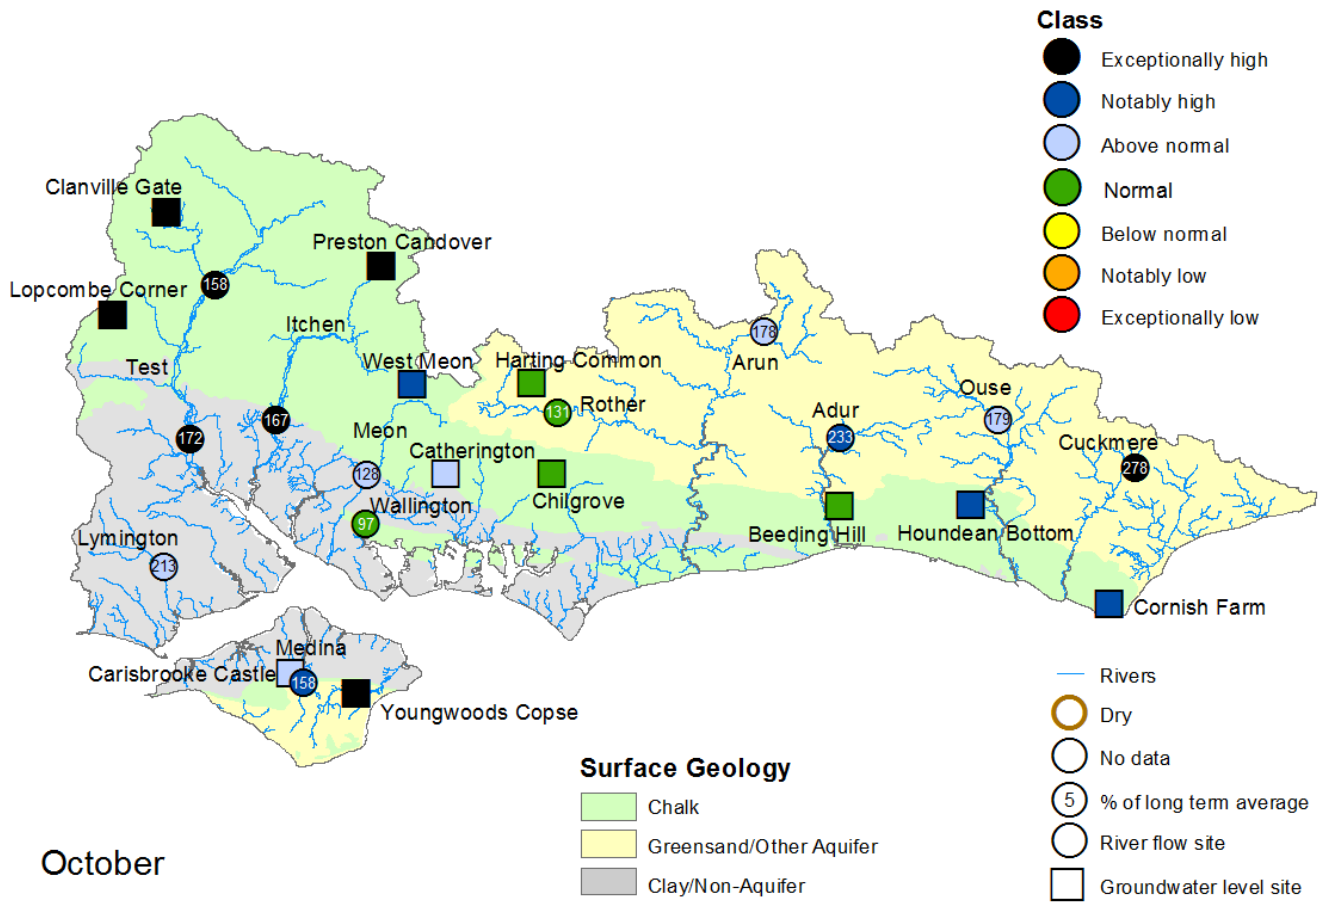 Class
Exceptionally high
Notably high
Above normal
Normal
Below normal
Notably low
Exceptionally low
Clanville Gate
Preston Candover
158
Lopcombe Corner
Itchen
178
West Meon
Harting Common
Arun
Test
Ouse
131
Rother
Adur
179
167
172
Meon
233
Cuckmere
Catherington
278
128
Wallington
Chilgrove
97
Beeding Hill
Houndean Bottom
Lymington
213
Cornish Farm
Medina
Carisbrooke Castle
158
Youngwoods Copse
Rivers
Dry
No data
5
% of long term average
River flow site
Groundwater level site
Surface Geology
Chalk
Greensand/Other Aquifer
Clay/Non-Aquifer
October